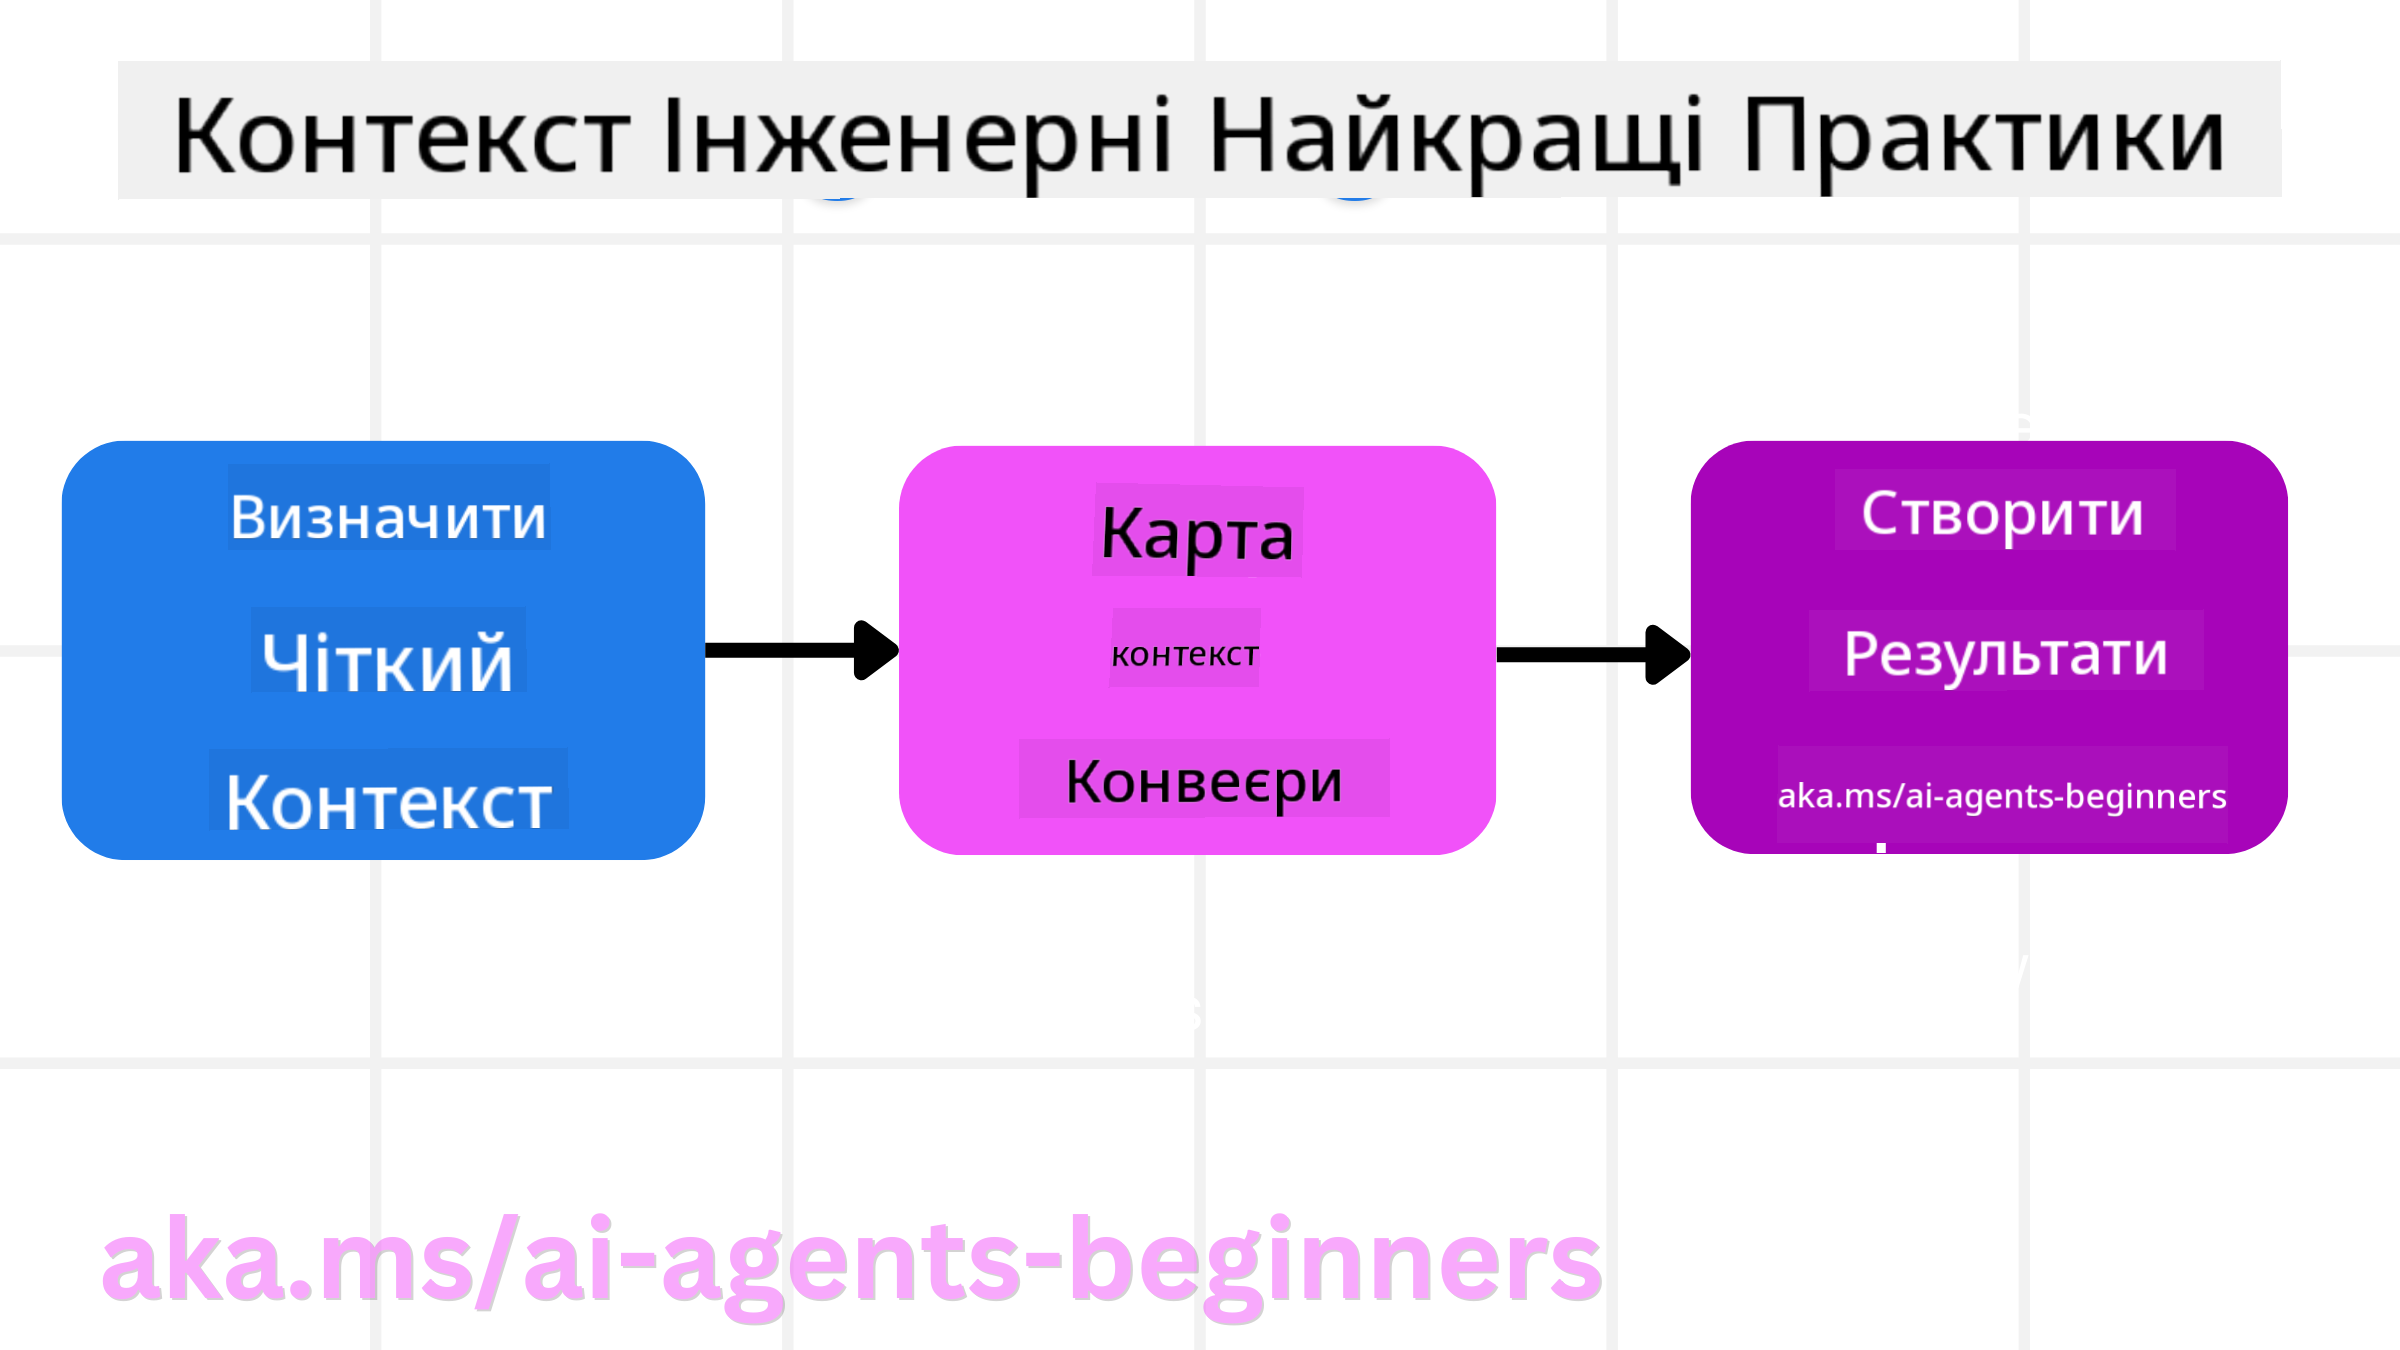 Контекст Інженерні Найкращі Практики
Визначити
Чіткий
Контекст
Карта
контекст
Конвеєри
Створити
Результати
aka.ms/ai-agents-beginners
aka.ms/ai-agents-beginners